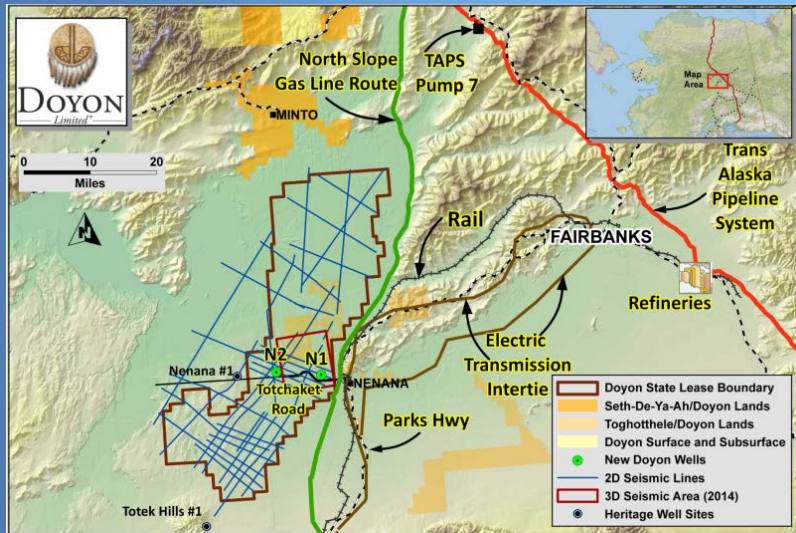 DOYON
Limited
0 10 20
Miles
N
North Slope
Gas Line Route
TAPS
Pump 7
Map
Area
MINTO
Trans
Alaska
Pipeline
System
Rail
FAIRBANKS
Refineries
Electric
Transmission
Intertie
N2
N1
Nenana #1
Totchaket
Road
NENANA
Parks Hwy
Totek Hills #1
Doyon State Lease Boundary
Seth-De-Ya-Ah/Doyon Lands
Toghotthele/Doyon Lands
Doyon Surface and Subsurface
New Doyon Wells
2D Seismic Lines
3D Seismic Area (2014)
Heritage Well Sites